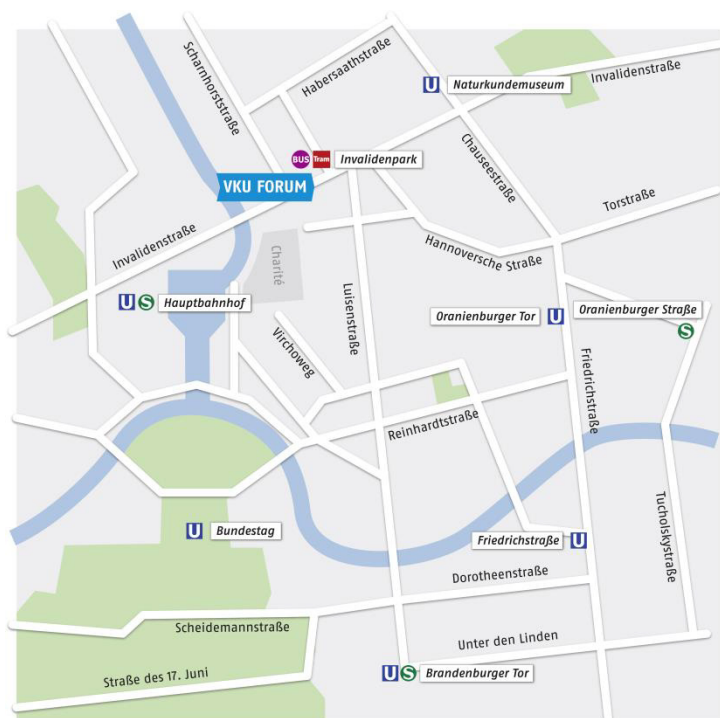 Scharnhorststraße
Habersaathstraße
U Naturkundemuseum
Invalidenstraße
BUS Tram Invalidenpark
Chauseestraße
VKU FORUM
Torstraße
Invalidenstraße
Hannoversche Straße
Charité
U S Hauptbahnhof
Luisenstraße
Oranienburger Tor U
Oranienburger Straße
S
Virchoweg
Friedrichstraße
Reinhardtstraße
Tucholskystraße
U Bundestag
Friedrichstraße U
Dorotheenstraße
Scheidemannstraße
Unter den Linden
Straße des 17. Juni
U S Brandenburger Tor